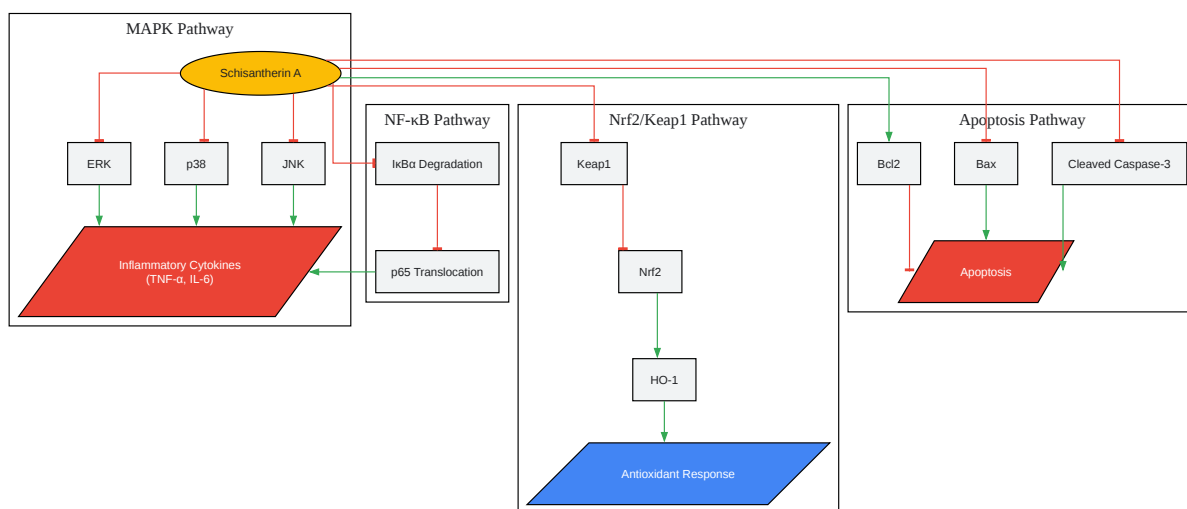 MAPK Pathway
Schisantherin A
NF-κB Pathway
Nrf2/Keap1 Pathway
Apoptosis Pathway
ERK
p38
JNK
IκBα Degradation
Keap1
Bcl2
Bax
Cleaved Caspase-3
Inflammatory Cytokines
(TNF-α, IL-6)
p65 Translocation
Nrf2
Apoptosis
HO-1
Antioxidant Response